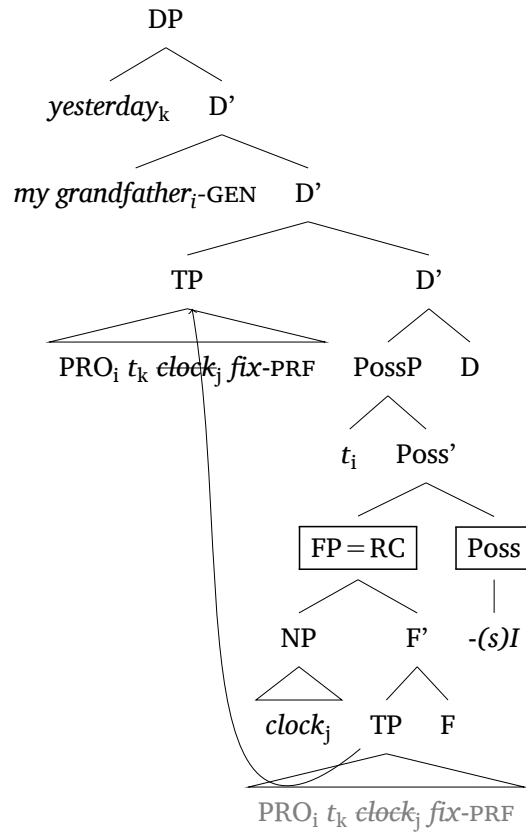 DP
yesterdayk D’
my grandfatheri-GEN D’
TP D’
PROi tk clockj fix-PRF PossP D
ti Poss’
FP = RC Poss
NP F’ -(s)I
clockj TP F
PROi tk clockj fix-PRF